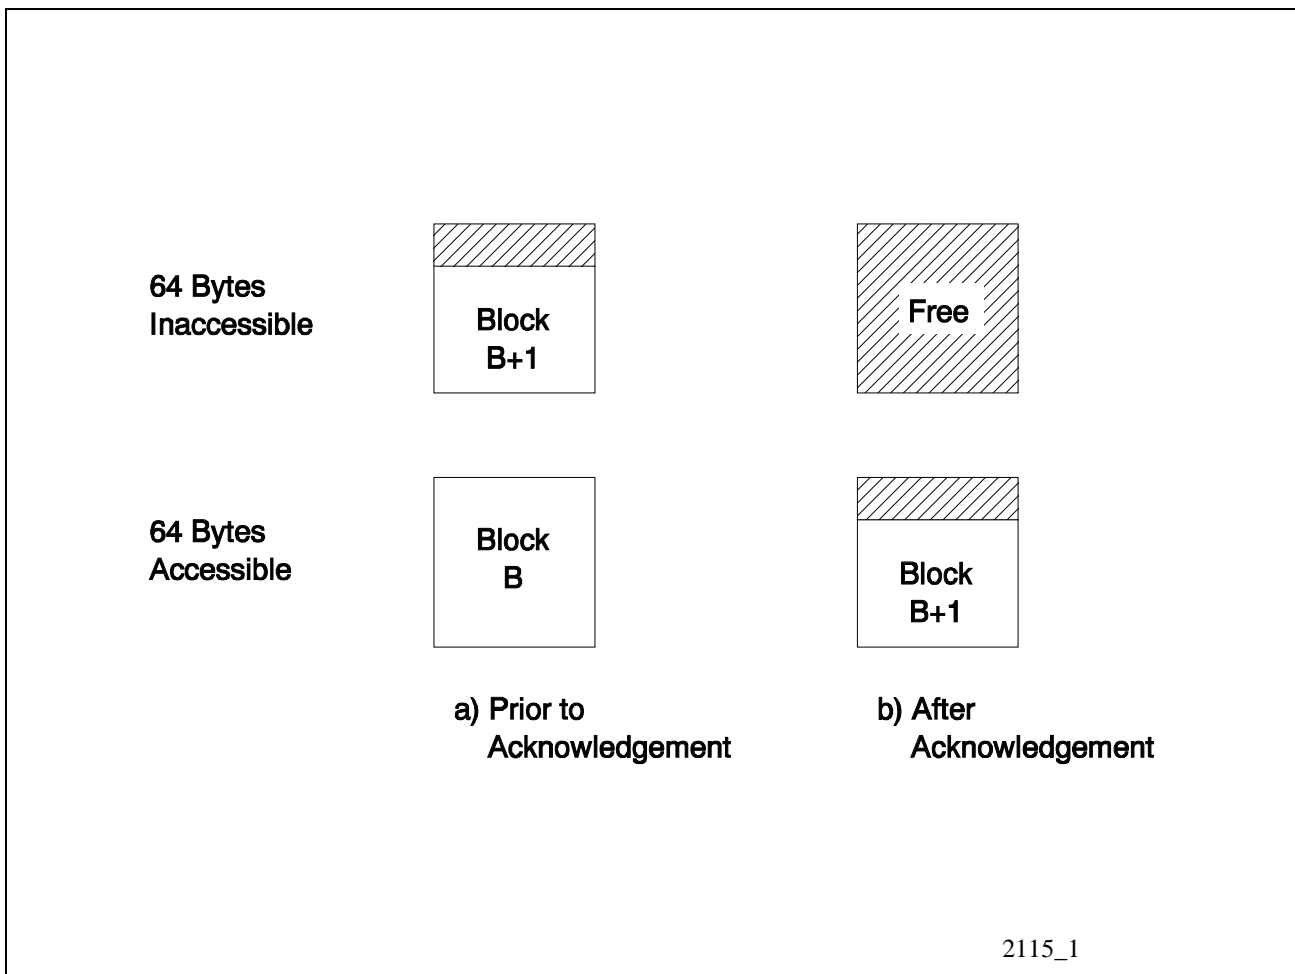 64 Bytes
Inaccessible
Block
B+1
Free
64 Bytes
Accessible
Block
B
Block
B+1
a) Prior to
Acknowledgement
b) After
Acknowledgement
2115_1